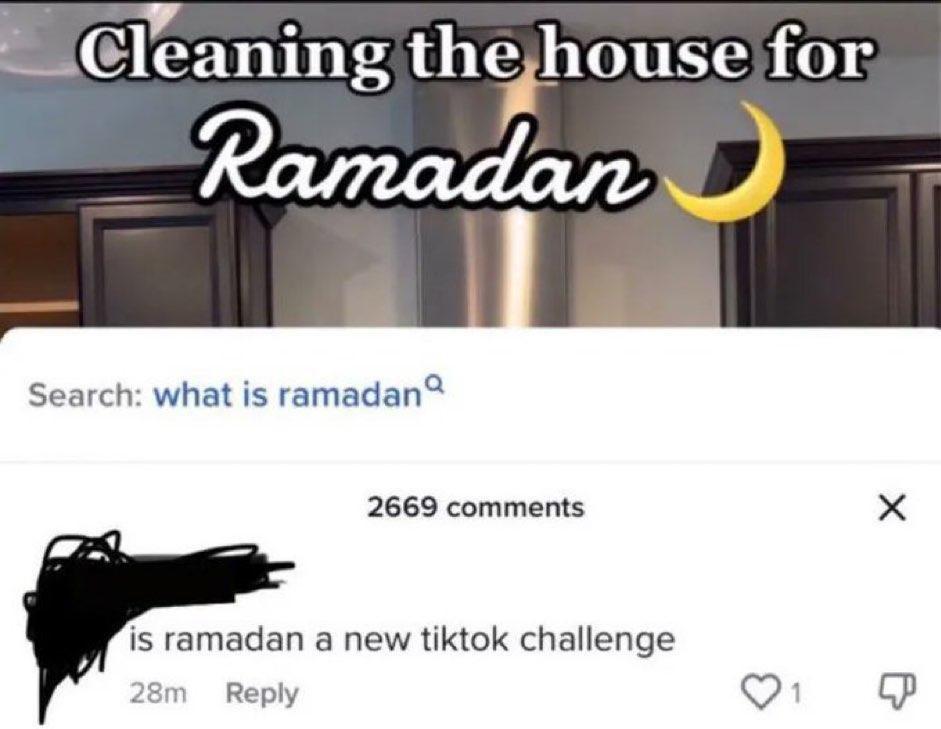 Cleaning the house for
Ramadan
Search: what is ramadan
2669 comments
is ramadan a new tiktok challenge
28m Reply 1